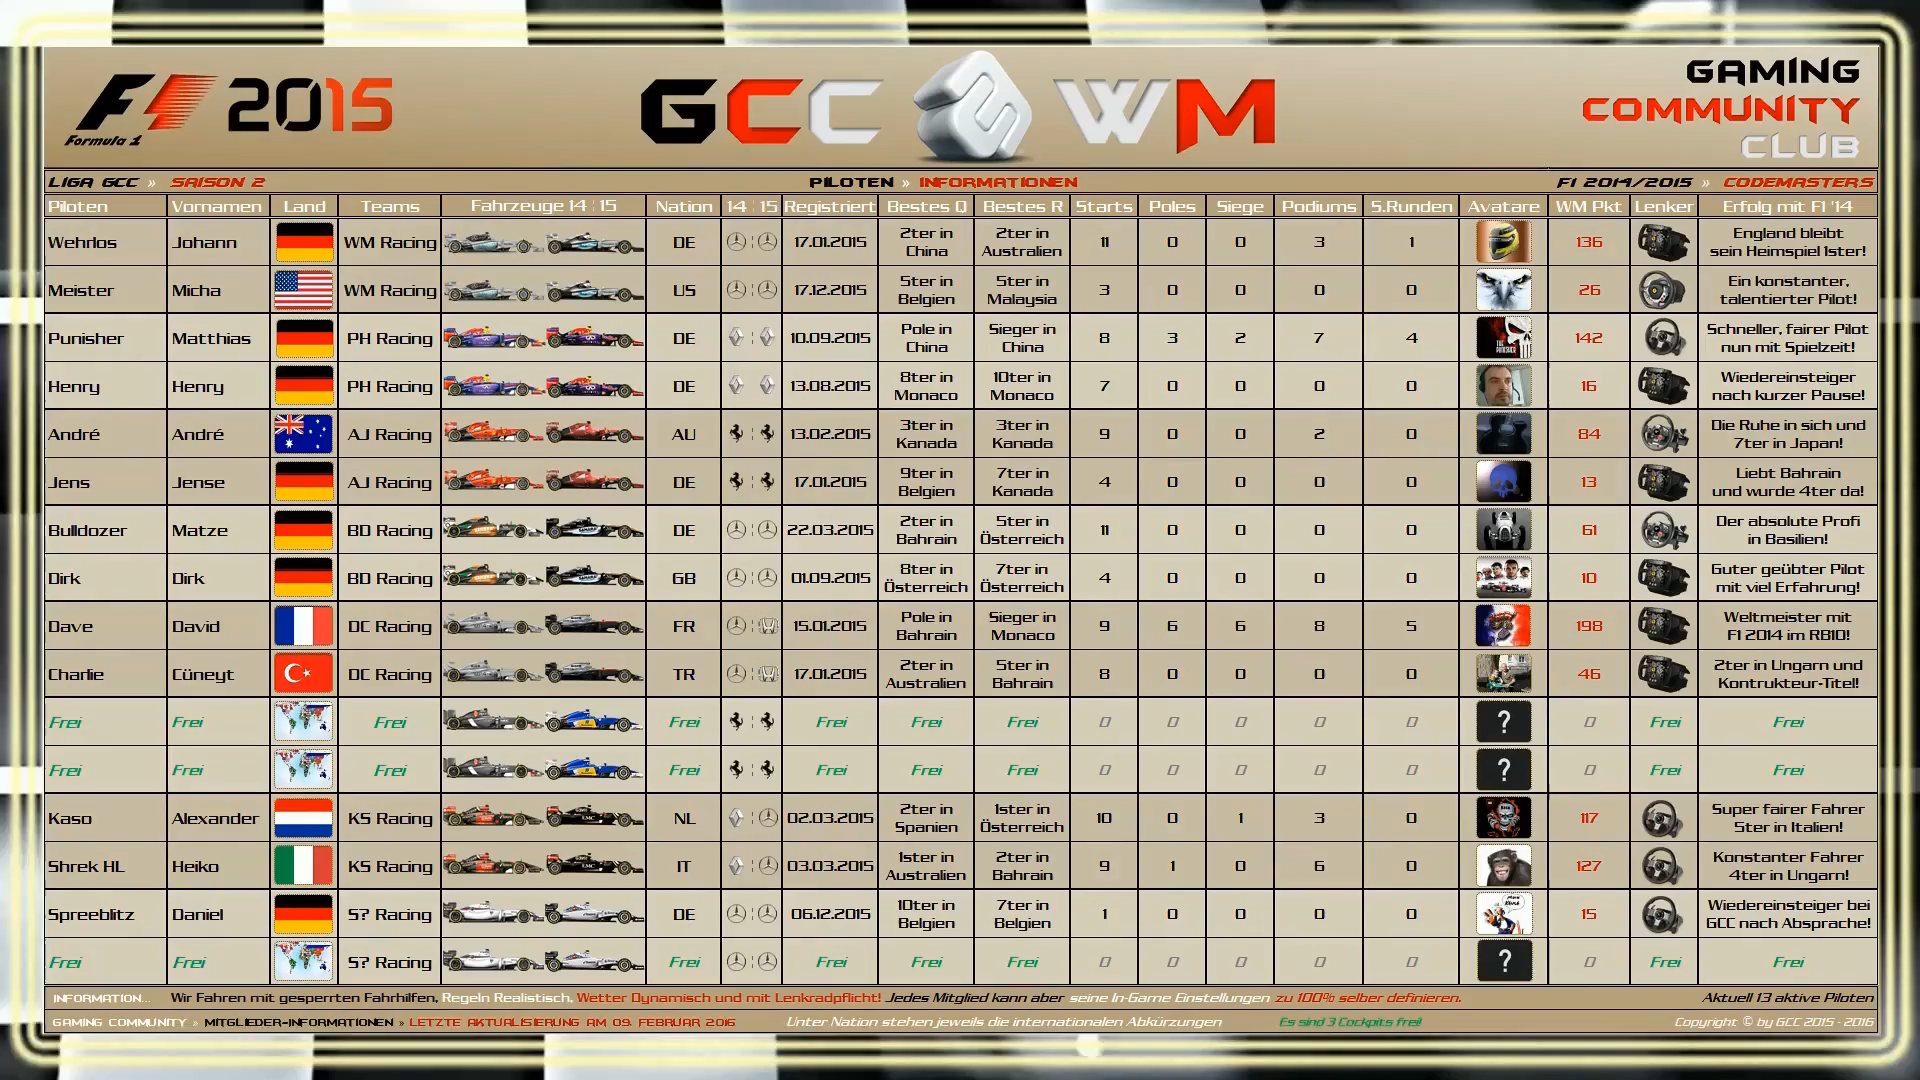 F1 2015
Formula 1
GCC WM
GAMING
COMMUNITY
CLUB
LIGA GCC » SAISON 2
PILOTEN » INFORMATIONEN
F1 2014/2015 » CODEMASTERS
Piloten Vornamen Land Teams Fahrzeuge 14 ¦ 15 Nation 14 ¦ 15 Registriert Bestes Q Bestes R Starts Poles Siege Podiums S.Runden Avatare WM Pkt Lenker Erfolg mit F1 '14
Wehrlos Johann WM Racing DE 17.01.2015 2ter in China 2ter in Australien 11 0 0 3 1 136 England bleibt sein Heimspiel 1ster!
Meister Micha WM Racing US 17.12.2015 5ter in Belgien 5ter in Malaysia 3 0 0 0 0 26 Ein konstanter, talentierter Pilot!
Punisher Matthias PH Racing DE 10.09.2015 Pole in China Sieger in China 8 3 2 7 4 142 Schneller, fairer Pilot nun mit Spielzeit!
Henry Henry PH Racing DE 13.08.2015 8ter in Monaco 10ter in Monaco 7 0 0 0 0 16 Wiedereinsteiger nach kurzer Pause!
André André AJ Racing AU 13.02.2015 3ter in Kanada 3ter in Kanada 9 0 0 2 0 84 Die Ruhe in sich und 7ter in Japan!
Jens Jense AJ Racing DE 17.01.2015 9ter in Belgien 7ter in Kanada 4 0 0 0 0 13 Liebt Bahrain und wurde 4ter da!
Bulldozer Matze BD Racing DE 22.03.2015 2ter in Bahrain 5ter in Österreich 11 0 0 0 0 61 Der absolute Profi in Basilien!
Dirk Dirk BD Racing GB 01.09.2015 8ter in Österreich 7ter in Österreich 4 0 0 0 0 10 Guter geübter Pilot mit viel Erfahrung!
Dave David DC Racing FR 15.01.2015 Pole in Bahrain Sieger in Monaco 9 6 6 8 5 198 Weltmeister mit F1 2014 im RB10!
Charlie Cüneyt DC Racing TR 17.01.2015 2ter in Australien 5ter in Bahrain 8 0 0 0 0 46 2ter in Ungarn und Kontrukteur-Titel!
Frei Frei Frei Frei Frei Frei Frei 0 0 0 0 0 ? 0 Frei Frei
Frei Frei Frei Frei Frei Frei Frei 0 0 0 0 0 ? 0 Frei Frei
Kaso Alexander KS Racing NL 02.03.2015 2ter in Spanien 1ster in Österreich 10 0 1 3 0 117 Super fairer Fahrer 5ter in Italien!
Shrek HL Heiko KS Racing IT 03.03.2015 1ster in Australien 2ter in Bahrain 9 1 0 6 0 127 Konstanter Fahrer 4ter in Ungarn!
Spreeblitz Daniel S? Racing DE 06.12.2015 10ter in Belgien 7ter in Belgien 1 0 0 0 0 15 Wiedereinsteiger bei GCC nach Absprache!
Frei Frei S? Racing Frei Frei Frei Frei 0 0 0 0 0 ? 0 Frei Frei
INFORMATION... Wir Fahren mit gesperrten Fahrhilfen, Regeln Realistisch, Wetter Dynamisch und mit Lenkradpflicht! Jedes Mitglied kann aber seine In-Game Einstellungen zu 100% selber definieren. Aktuell 13 aktive Piloten
GAMING COMMUNITY » MITGLIEDER-INFORMATIONEN » LETZTE AKTUALISIERUNG AM 09. FEBRUAR 2016 Unter Nation stehen jeweils die internationalen Abkürzungen Es sind 3 Cockpits frei! Copyright © by GCC 2015 - 2016